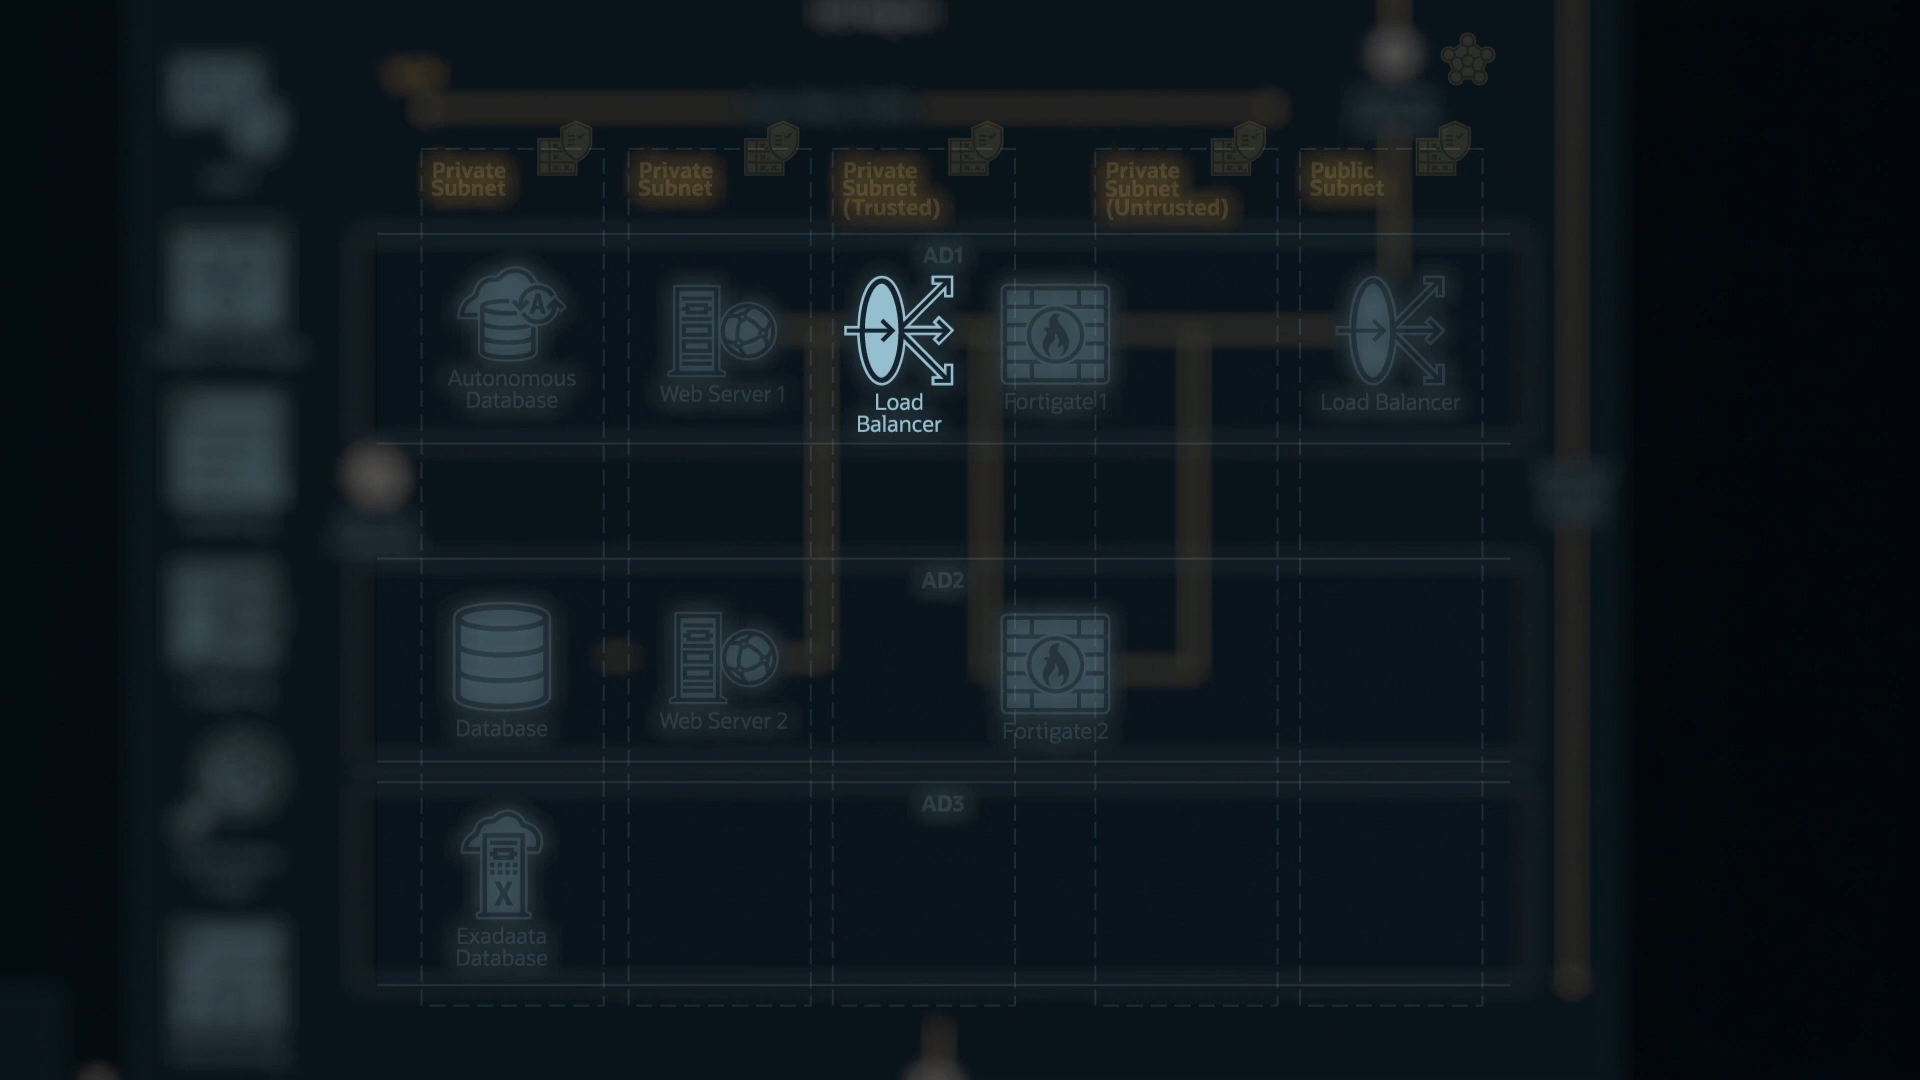 Private
Subnet
Private
Subnet
Private
Subnet
(Trusted)
Private
Subnet
(Untrusted)
Public
Subnet
AD1
A
Autonomous
Database
Web Server 1
Load
Balancer
Fortigate 1
Load Balancer
AD2
Database
Web Server 2
Fortigate 2
AD3
X
Exadaata
Database